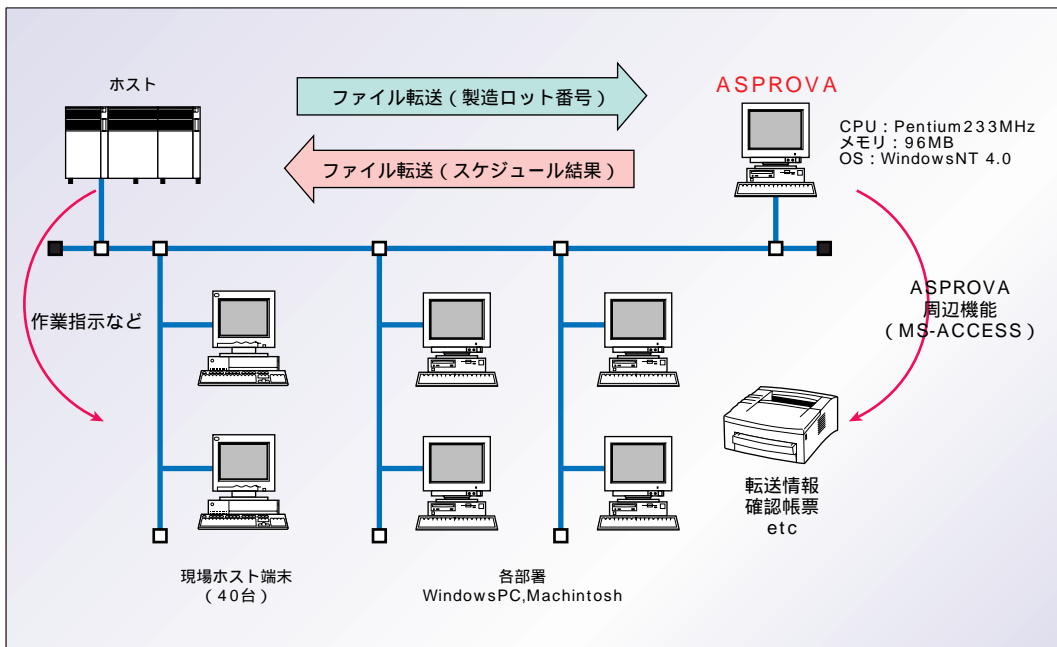 ホスト
ファイル転送(製造ロット番号)
ASPROVA
CPU:Pentium233MHz
メモリ:96MB
OS:WindowsNT 4.0
ファイル転送(スケジュール結果)
作業指示など
ASPROVA
周辺機能
(MS-ACCESS)
転送情報
確認帳票
etc
現場ホスト端末
(40台)
各部署
WindowsPC,Machintosh